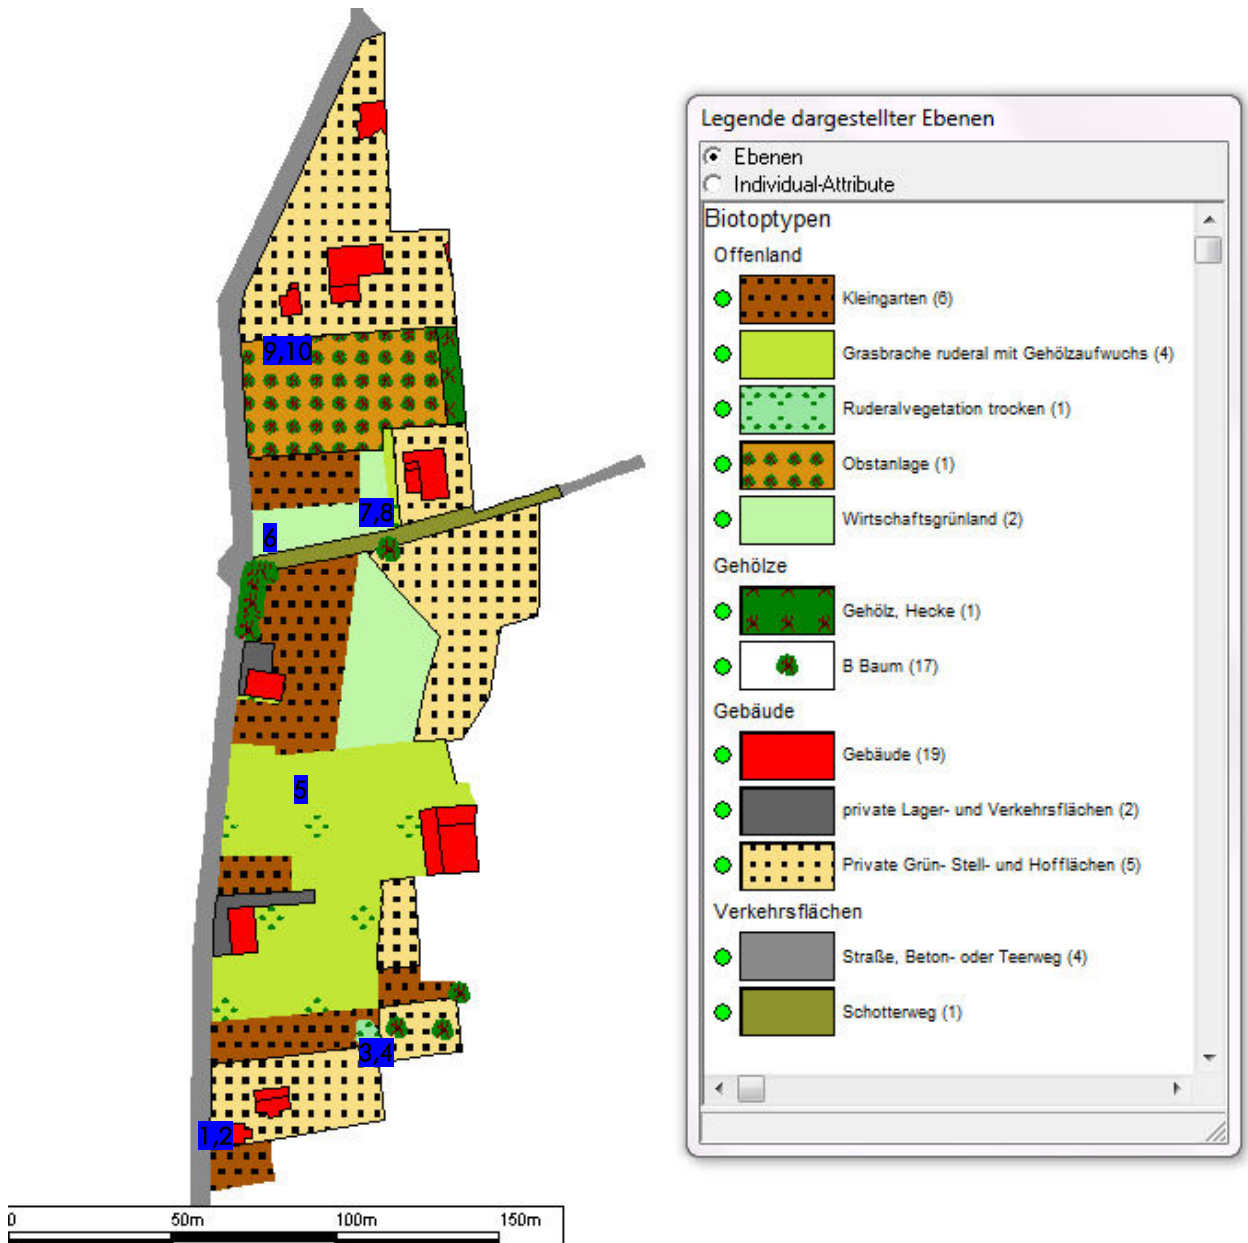 9,10
7,8
6
5
3,4
1,2
0 50m 100m 150m
Legende dargestellter Ebenen
Ebenen
Individual-Attribute
Biotoptypen
Offenland
Kleingarten (6)
Grasbrache ruderal mit Gehölzaufwuchs (4)
Ruderalvegetation trocken (1)
Obstanlage (1)
Wirtschaftsgrünland (2)
Gehölze
Gehölz, Hecke (1)
B Baum (17)
Gebäude
Gebäude (19)
private Lager- und Verkehrsflächen (2)
Private Grün- Stell- und Hofflächen (5)
Verkehrsflächen
Straße, Beton- oder Teerweg (4)
Schotterweg (1)